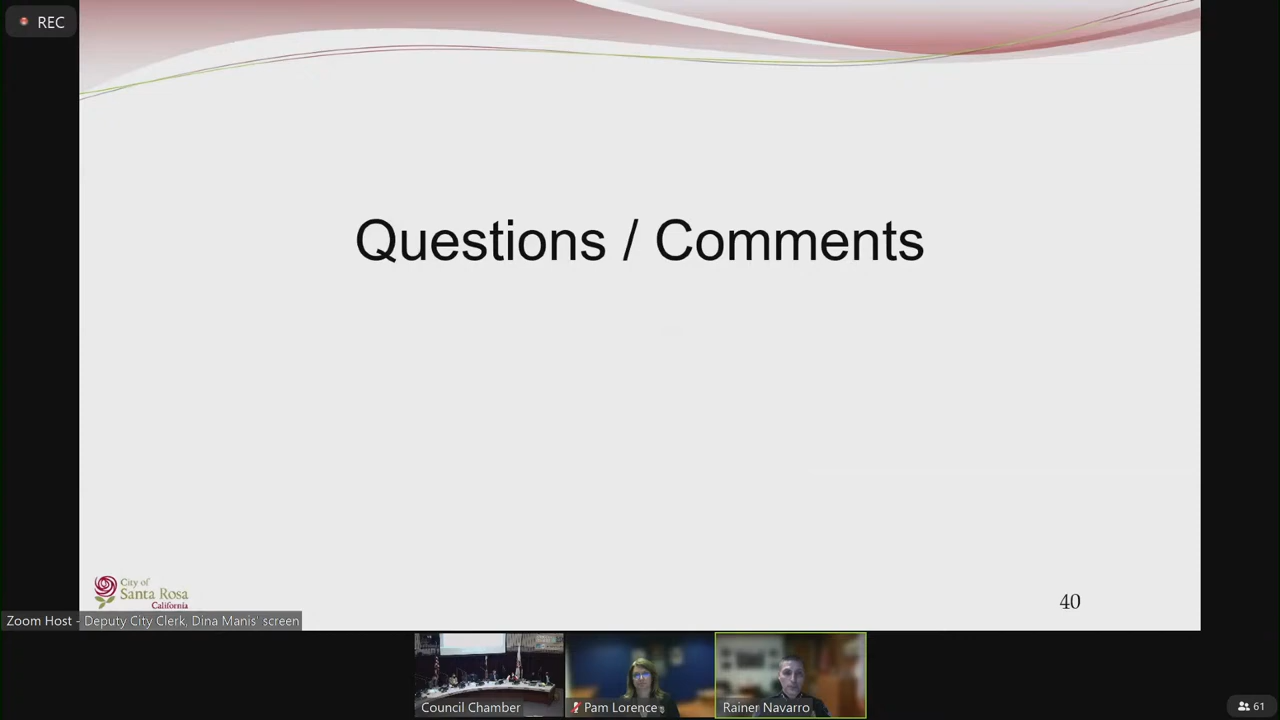 REC
Questions / Comments
City of
Santa Rosa
California
40
Zoom Host - Deputy City Clerk, Dina Manis' screen
Council Chamber
Pam Lorence
Rainer Navarro
61